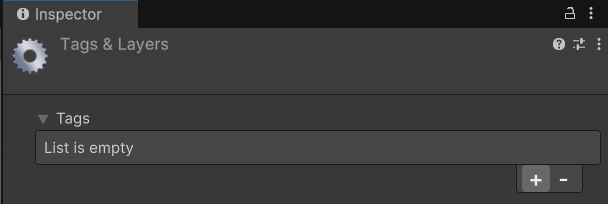 Inspector
Tags & Layers
Tags
List is empty
+ -